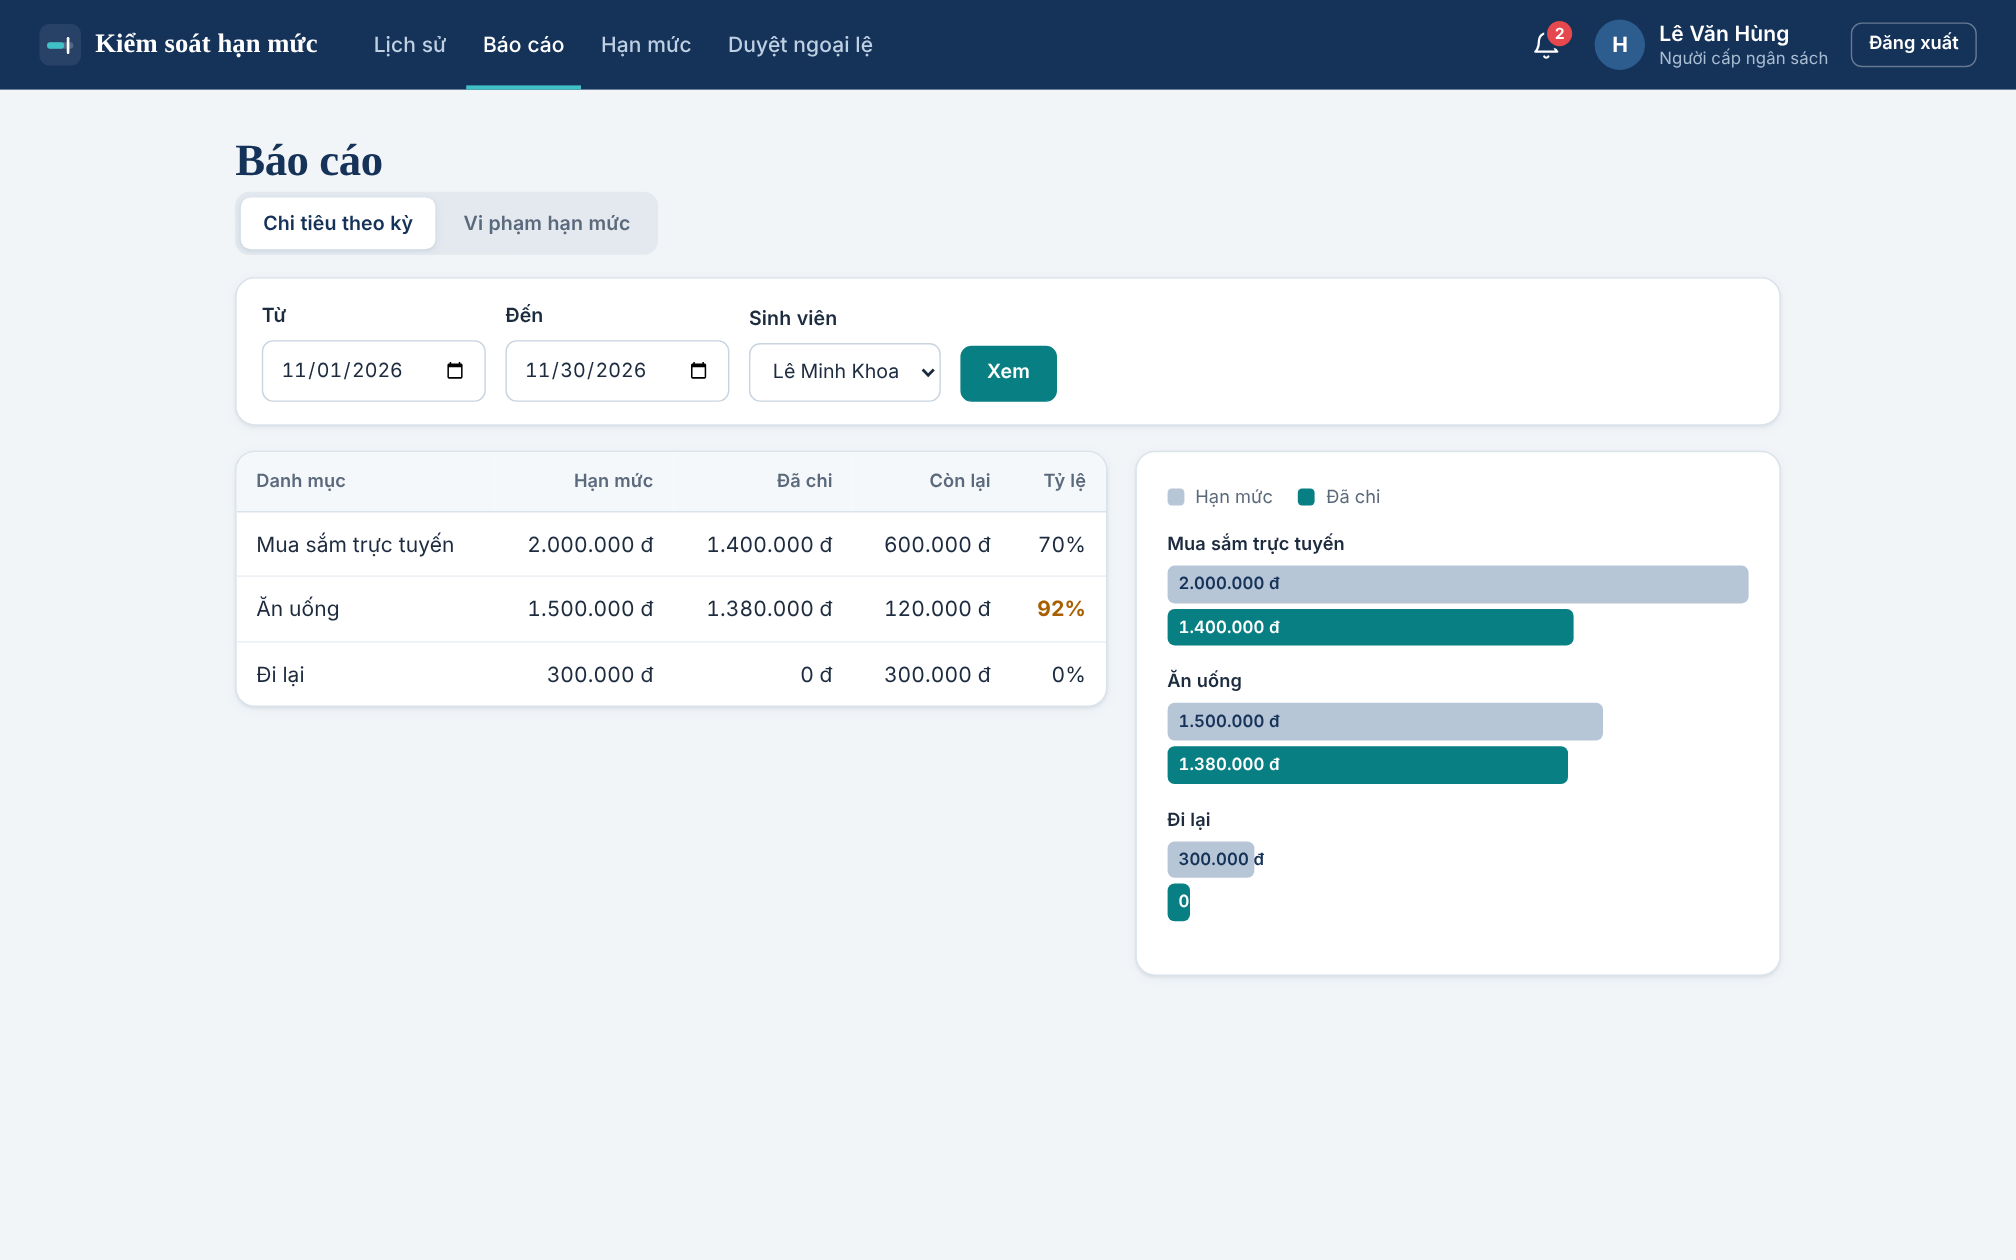 Kiểm soát hạn mức
Lịch sử
Báo cáo
Hạn mức
Duyệt ngoại lệ
2
H
Lê Văn Hùng
Người cấp ngân sách
Đăng xuất
Báo cáo
Chi tiêu theo kỳ
Vi phạm hạn mức
Từ
Đến
Sinh viên
11/01/2026
11/30/2026
Lê Minh Khoa
Xem
Danh mục Hạn mức Đã chi Còn lại Tỷ lệ
Mua sắm trực tuyến 2.000.000 đ 1.400.000 đ 600.000 đ 70%
Ăn uống 1.500.000 đ 1.380.000 đ 120.000 đ 92%
Đi lại 300.000 đ 0 đ 300.000 đ 0%
Hạn mức Đã chi
Mua sắm trực tuyến
2.000.000 đ
1.400.000 đ
Ăn uống
1.500.000 đ
1.380.000 đ
Đi lại
300.000 đ
0